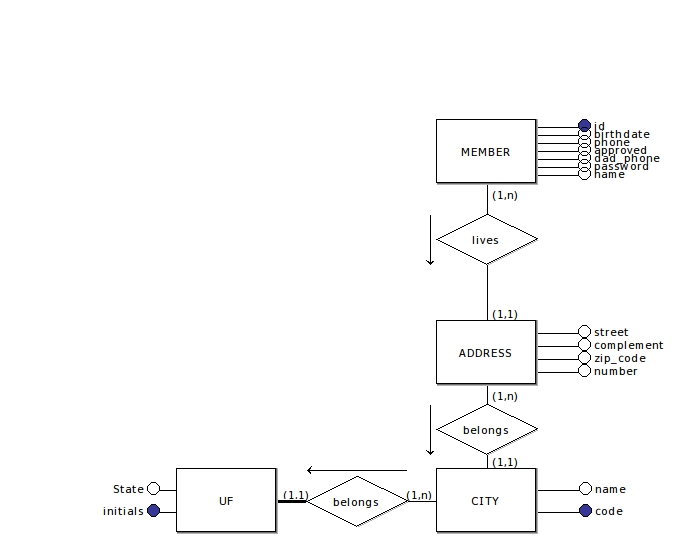 id
birthdate
phone
approved
dad_phone
password
name
MEMBER
(1,n)
lives
(1,1)
ADDRESS
street
complement
zip_code
number
(1,n)
belongs
(1,1)
State
initials
UF
(1,1)
belongs
(1,n)
CITY
name
code